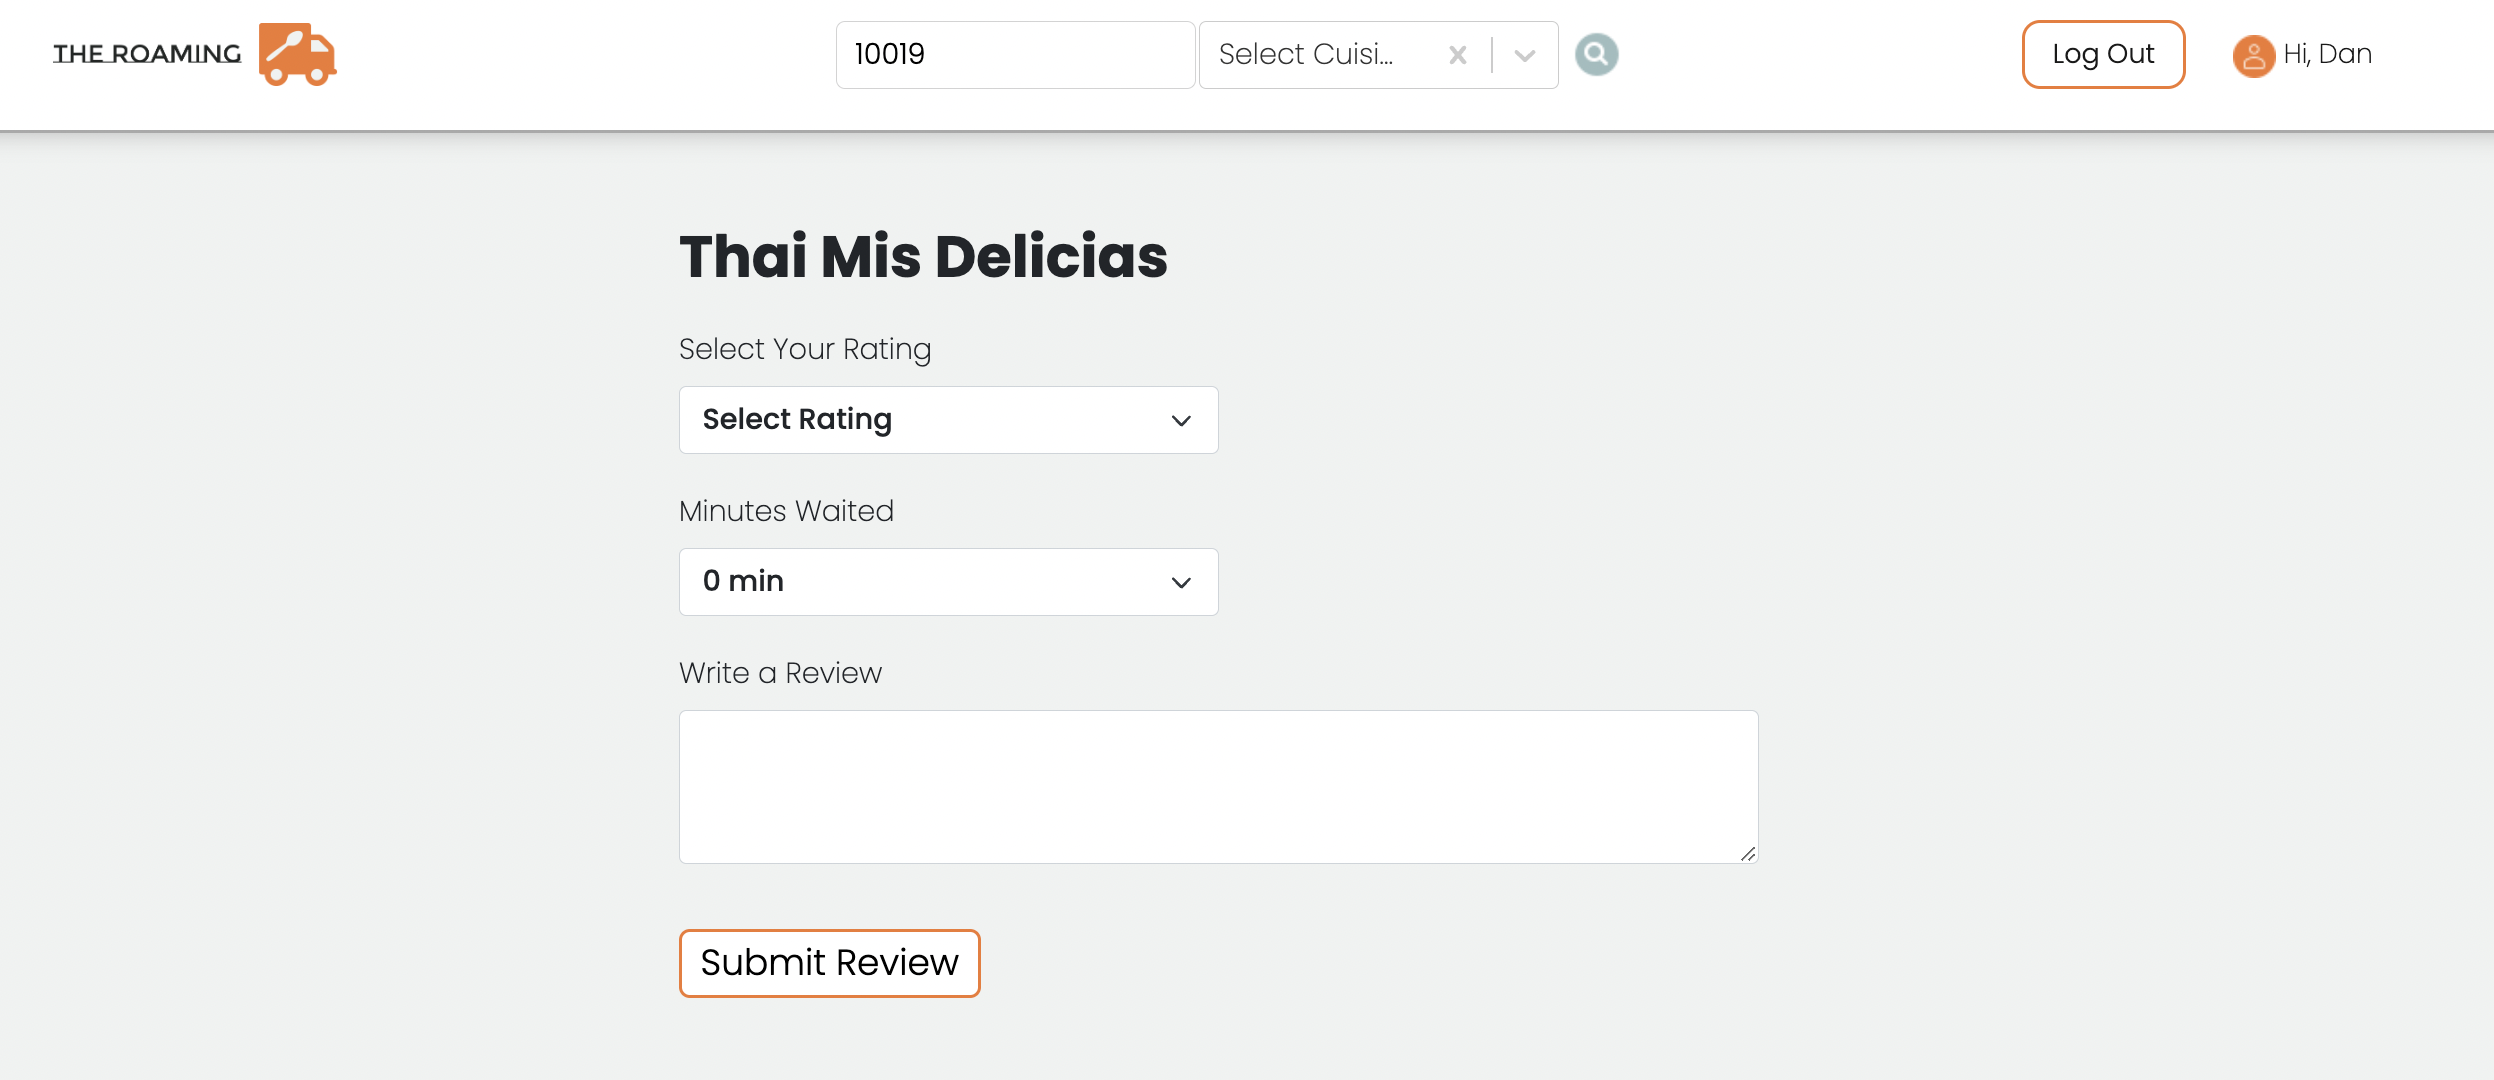 THE ROAMING
10019
Select Cuisi...
Log Out
Hi, Dan
Thai Mis Delicias
Select Your Rating
Select Rating
Minutes Waited
0 min
Write a Review
Submit Review